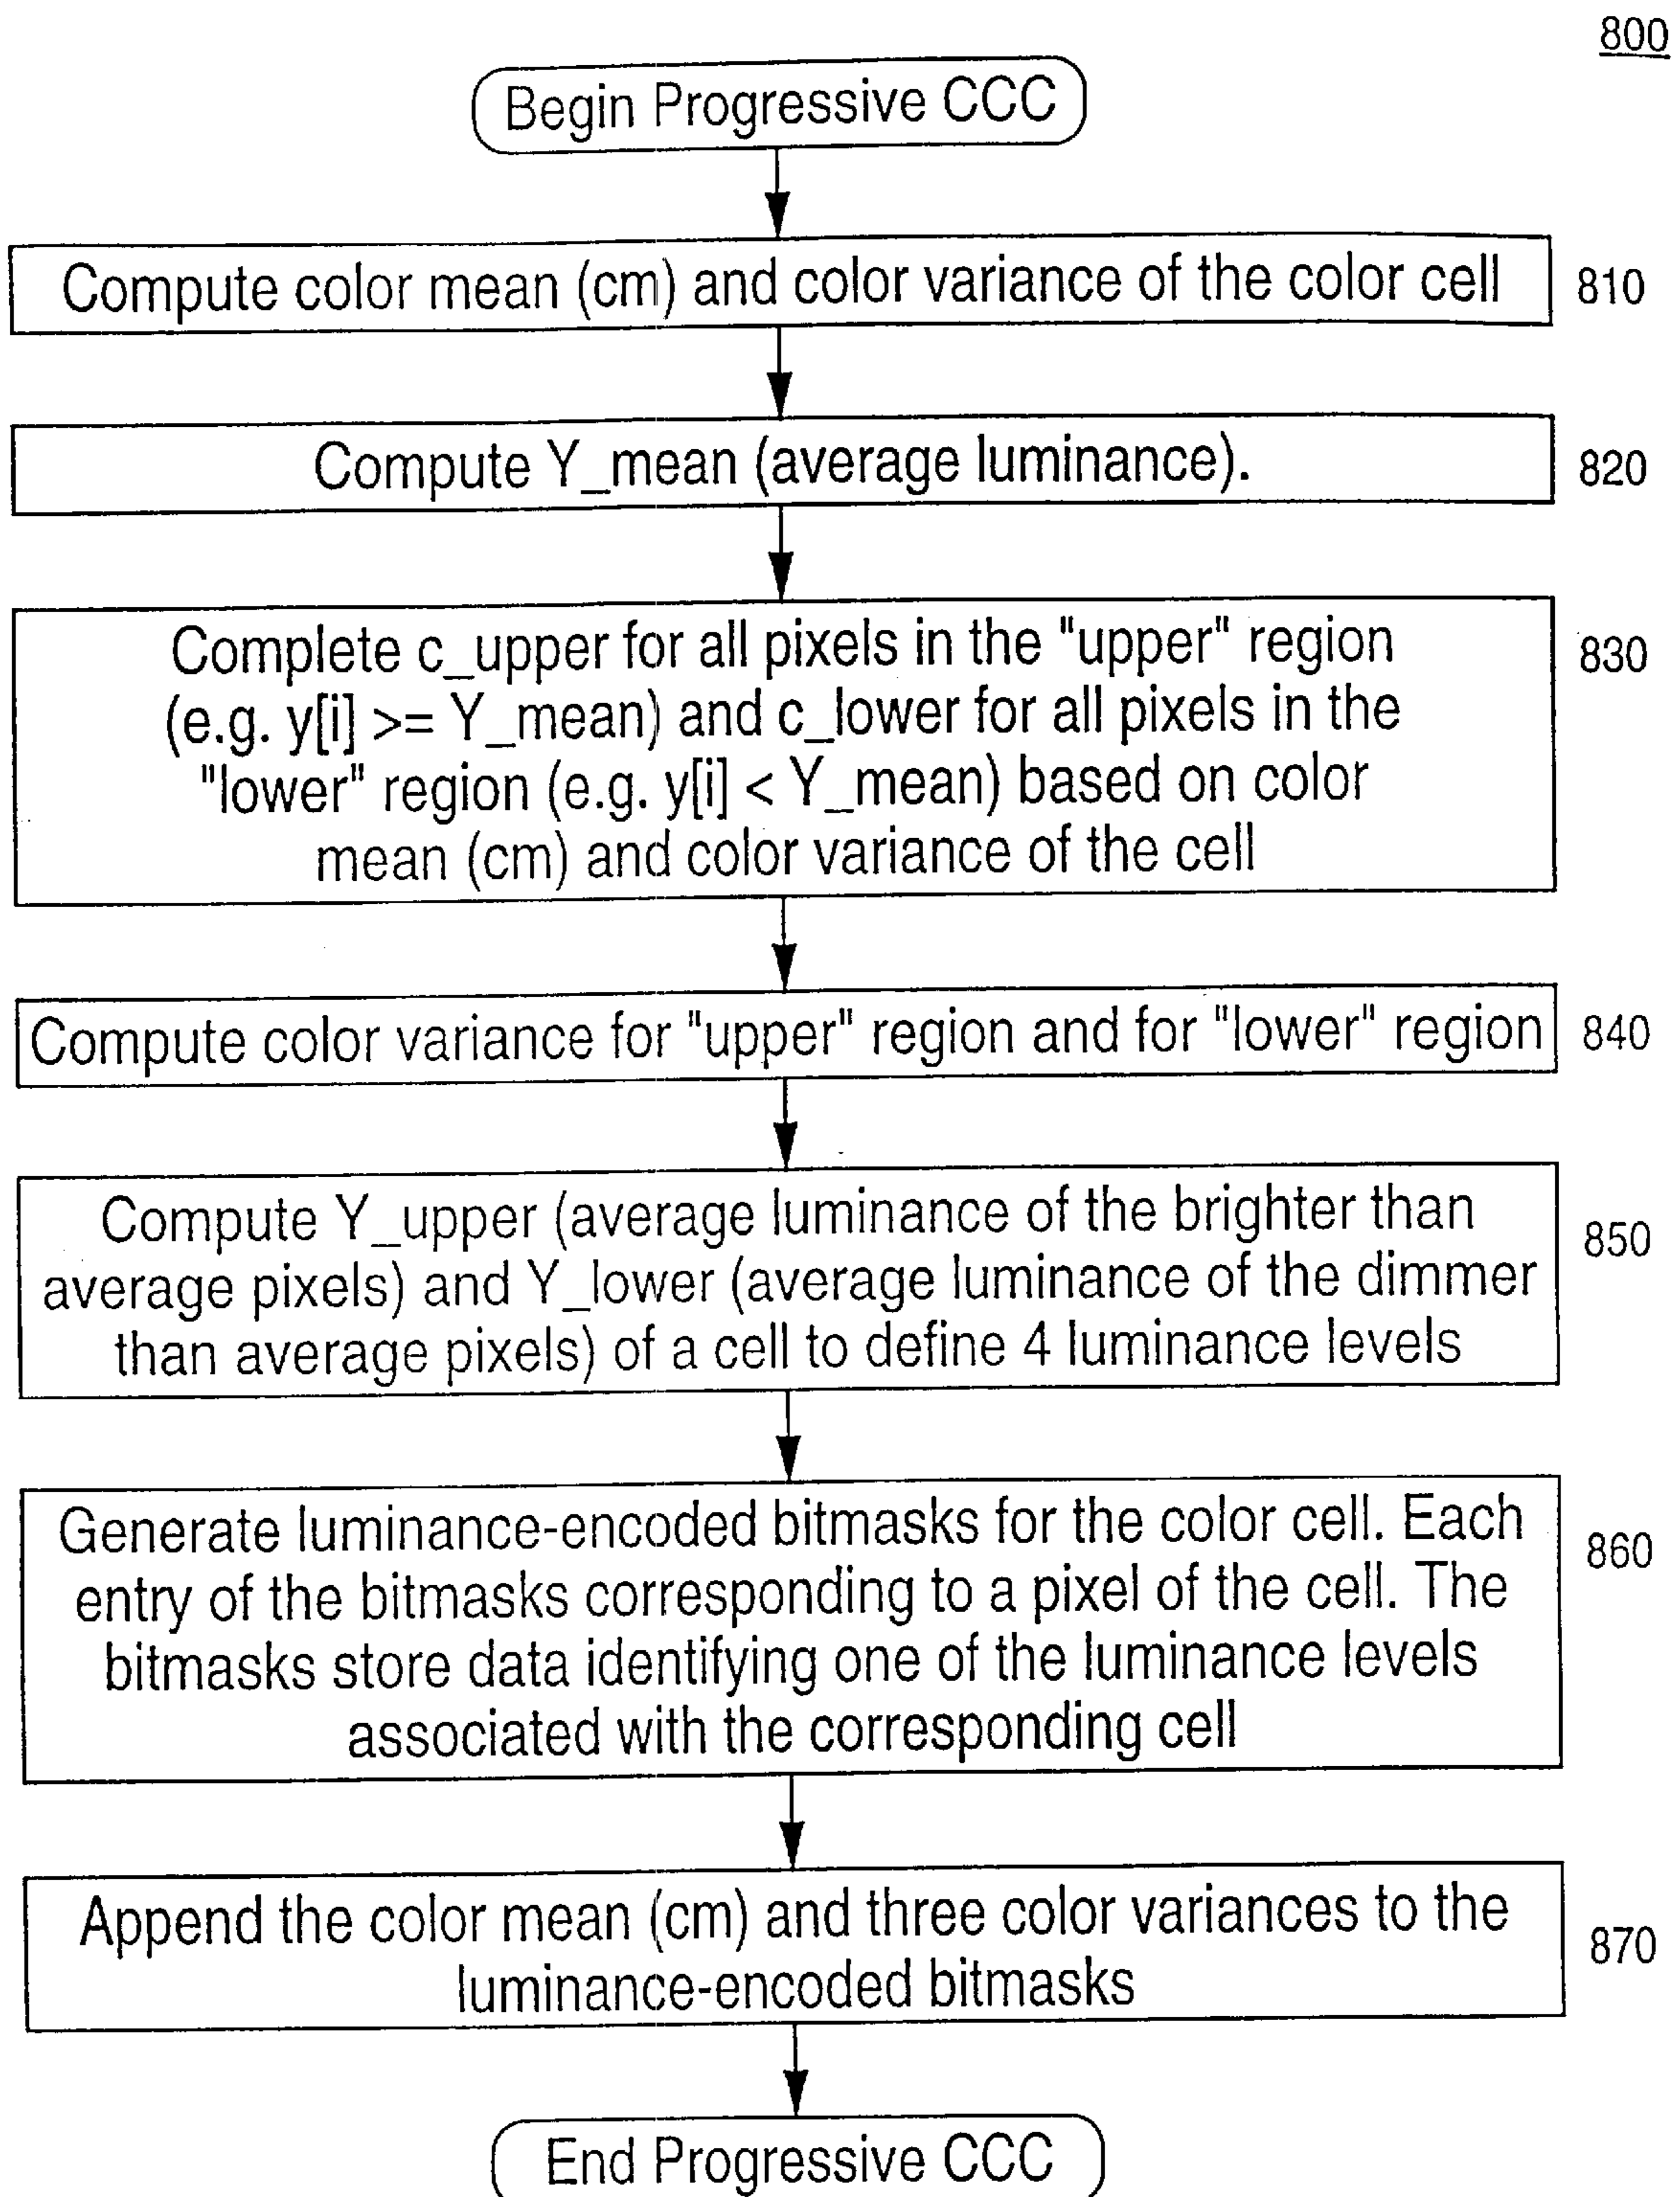 800
Begin Progressive CCC
Compute color mean (cm) and color variance of the color cell
810
Compute Y_mean (average luminance).
820
Complete c_upper for all pixels in the "upper" region
(e.g. y[i] >= Y_mean) and c_lower for all pixels in the
"lower" region (e.g. y[i] < Y_mean) based on color
mean (cm) and color variance of the cell
830
Compute color variance for "upper" region and for "lower" region
840
Compute Y_upper (average luminance of the brighter than
average pixels) and Y_lower (average luminance of the dimmer
than average pixels) of a cell to define 4 luminance levels
850
Generate luminance-encoded bitmasks for the color cell. Each
entry of the bitmasks corresponding to a pixel of the cell. The
bitmasks store data identifying one of the luminance levels
associated with the corresponding cell
860
Append the color mean (cm) and three color variances to the
luminance-encoded bitmasks
870
End Progressive CCC